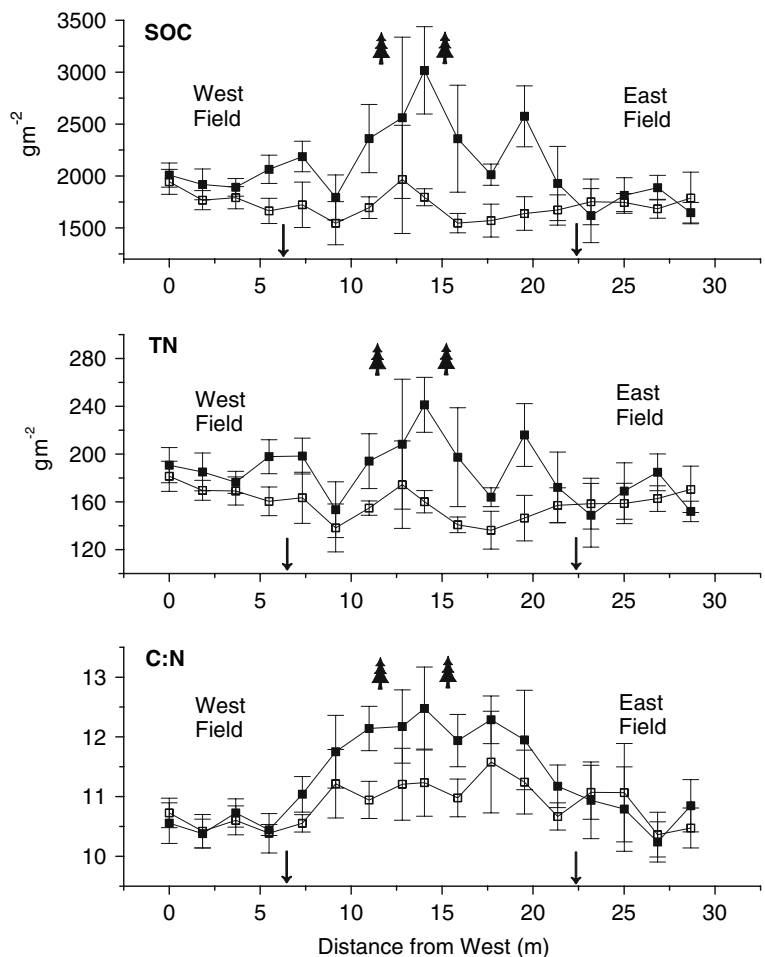 SOC
3500
3000
2500
2000
1500
gm-2
West
Field
East
Field
0 5 10 15 20 25 30
TN
280
240
200
160
120
gm-2
West
Field
East
Field
0 5 10 15 20 25 30
C:N
13
12
11
10
West
Field
East
Field
0 5 10 15 20 25 30
Distance from West (m)